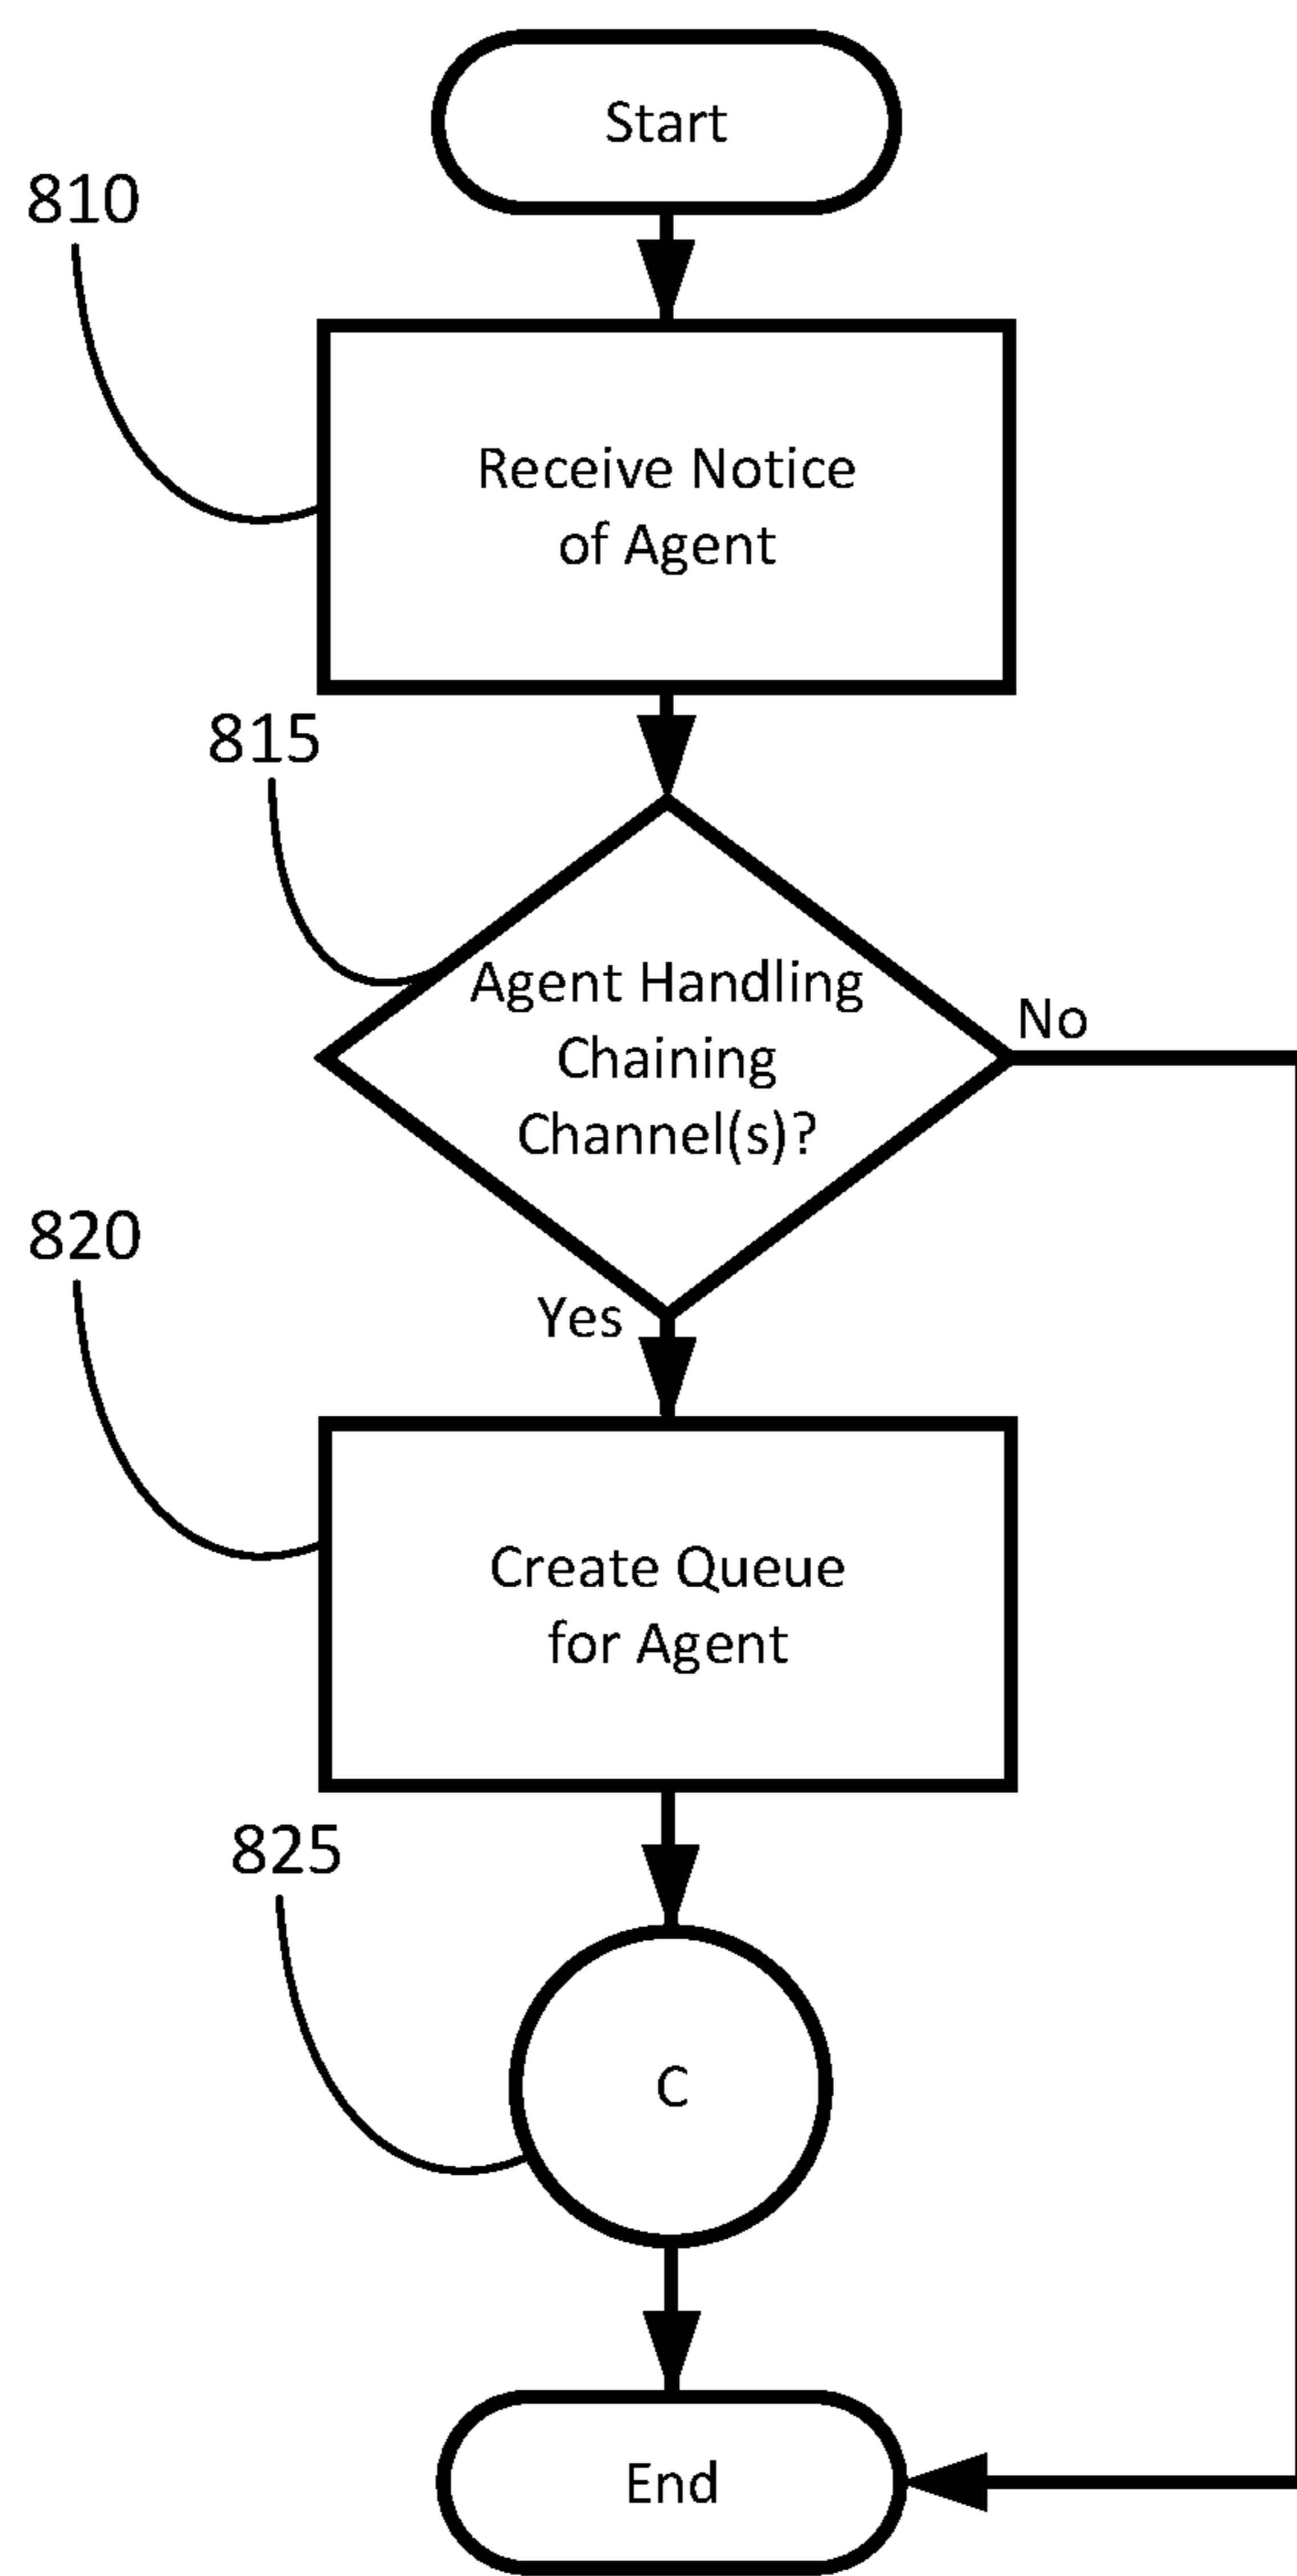 Start
810
Receive Notice
of Agent
815
Agent Handling
Chaining
Channel(s)?
No
Yes
820
Create Queue
for Agent
825
C
End